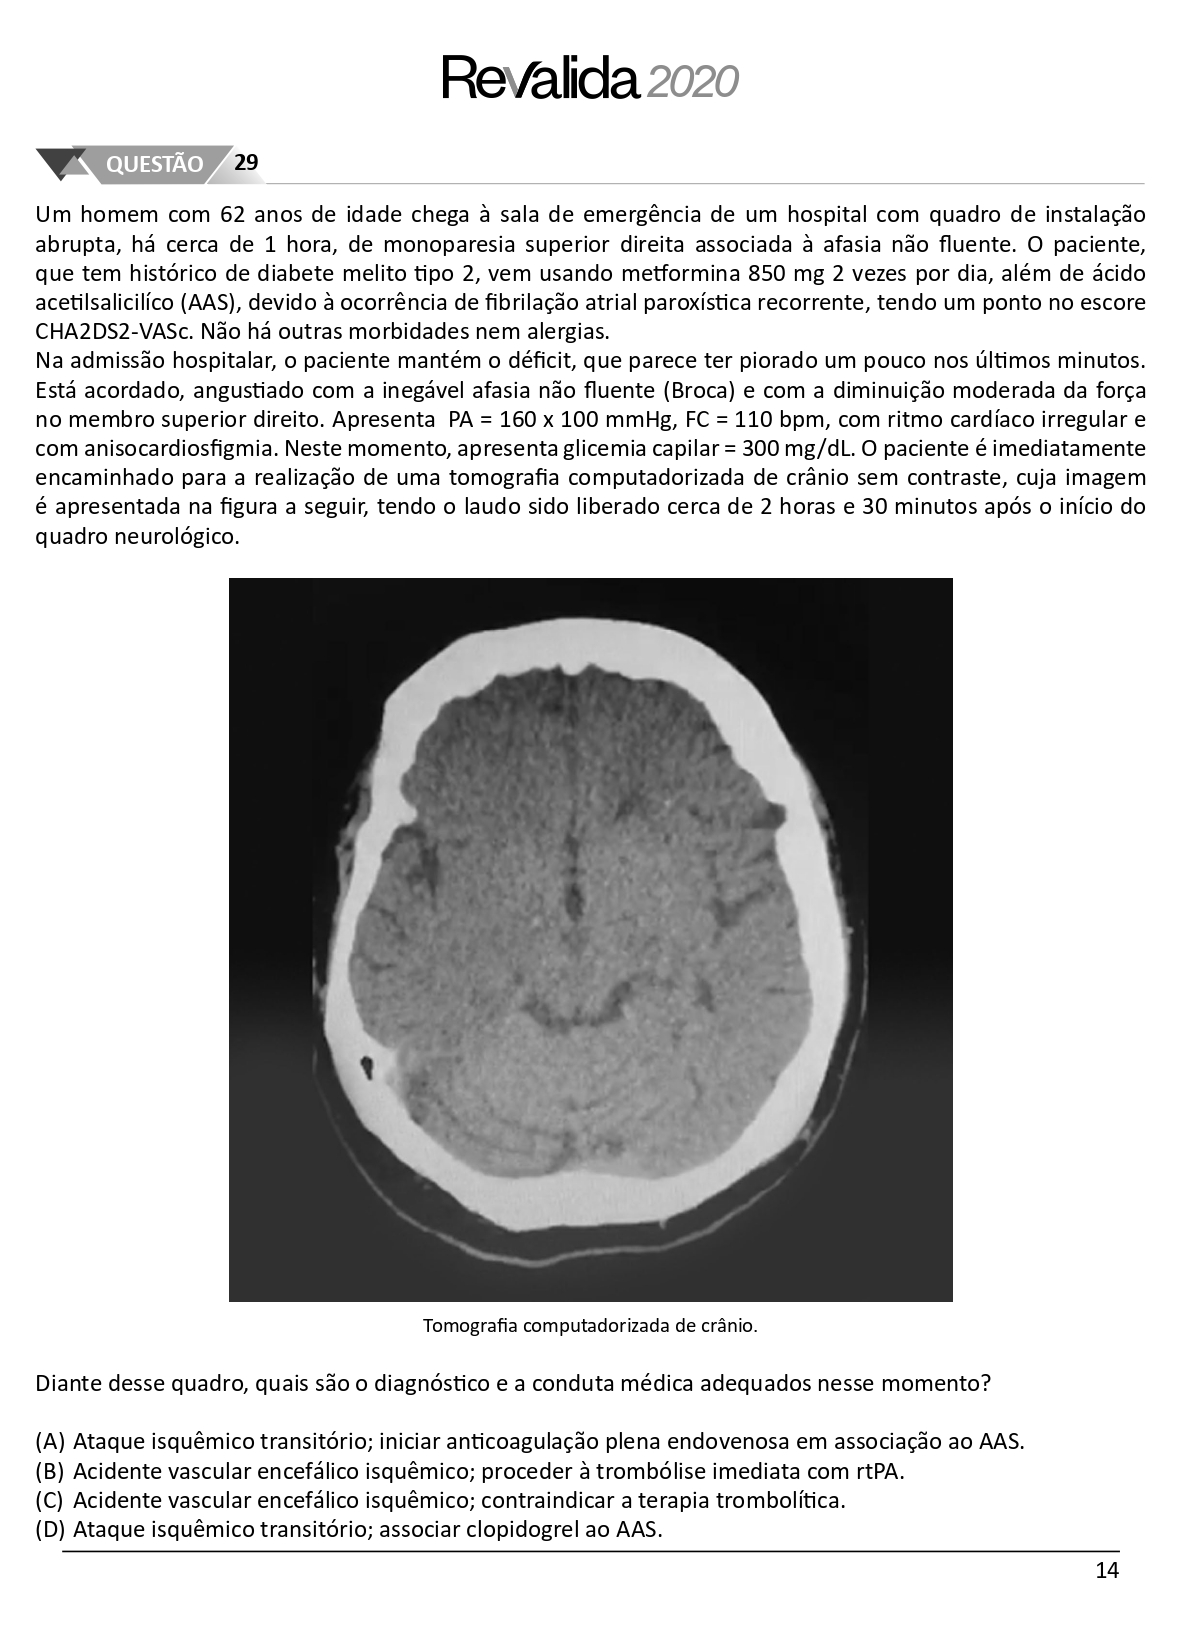 Revalida 2020
QUESTÃO 29
Um homem com 62 anos de idade chega à sala de emergência de um hospital com quadro de instalação
abrupta, há cerca de 1 hora, de monoparesia superior direita associada à afasia não fluente. O paciente,
que tem histórico de diabete melito tipo 2, vem usando metformina 850 mg 2 vezes por dia, além de ácido
acetilsalicilíco (AAS), devido à ocorrência de fibrilação atrial paroxística recorrente, tendo um ponto no escore
CHA2DS2-VASc. Não há outras morbidades nem alergias.
Na admissão hospitalar, o paciente mantém o déficit, que parece ter piorado um pouco nos últimos minutos.
Está acordado, angustiado com a inegável afasia não fluente (Broca) e com a diminuição moderada da força
no membro superior direito. Apresenta PA = 160 x 100 mmHg, FC = 110 bpm, com ritmo cardíaco irregular e
com anisocardiosfigmia. Neste momento, apresenta glicemia capilar = 300 mg/dL. O paciente é imediatamente
encaminhado para a realização de uma tomografia computadorizada de crânio sem contraste, cuja imagem
é apresentada na figura a seguir, tendo o laudo sido liberado cerca de 2 horas e 30 minutos após o início do
quadro neurológico.
Tomografia computadorizada de crânio.
Diante desse quadro, quais são o diagnóstico e a conduta médica adequados nesse momento?
(A) Ataque isquêmico transitório; iniciar anticoagulação plena endovenosa em associação ao AAS.
(B) Acidente vascular encefálico isquêmico; proceder à trombólise imediata com rtPA.
(C) Acidente vascular encefálico isquêmico; contraindicar a terapia trombolítica.
(D) Ataque isquêmico transitório; associar clopidogrel ao AAS.
14